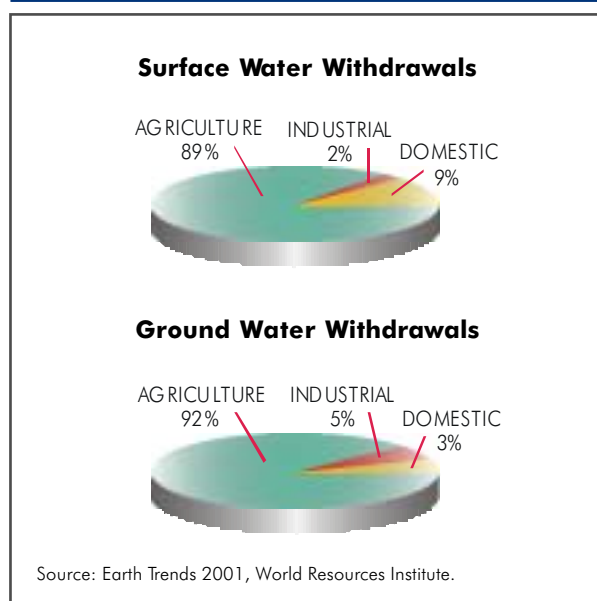 Surface Water Withdrawals
AGRICULTURE
89%
INDUSTRIAL
2%
DOMESTIC
9%
Ground Water Withdrawals
AGRICULTURE
92%
INDUSTRIAL
5%
DOMESTIC
3%
Source: Earth Trends 2001, World Resources Institute.